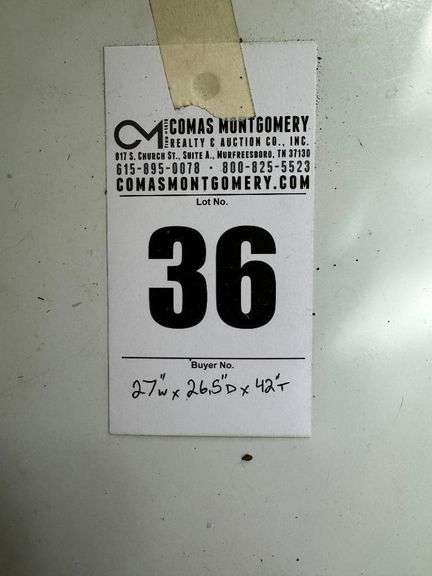 COMAS MONTGOMERY
REALTY & AUCTION CO., INC.
817 S. CHURCH ST., SUITE A., MURFREESBORO, TN 37130
615-895-0078 • 800-825-5523
COMASMONTGOMERY.COM
Lot No.
36
Buyer No.
27"W x 26.5"D x 42"T